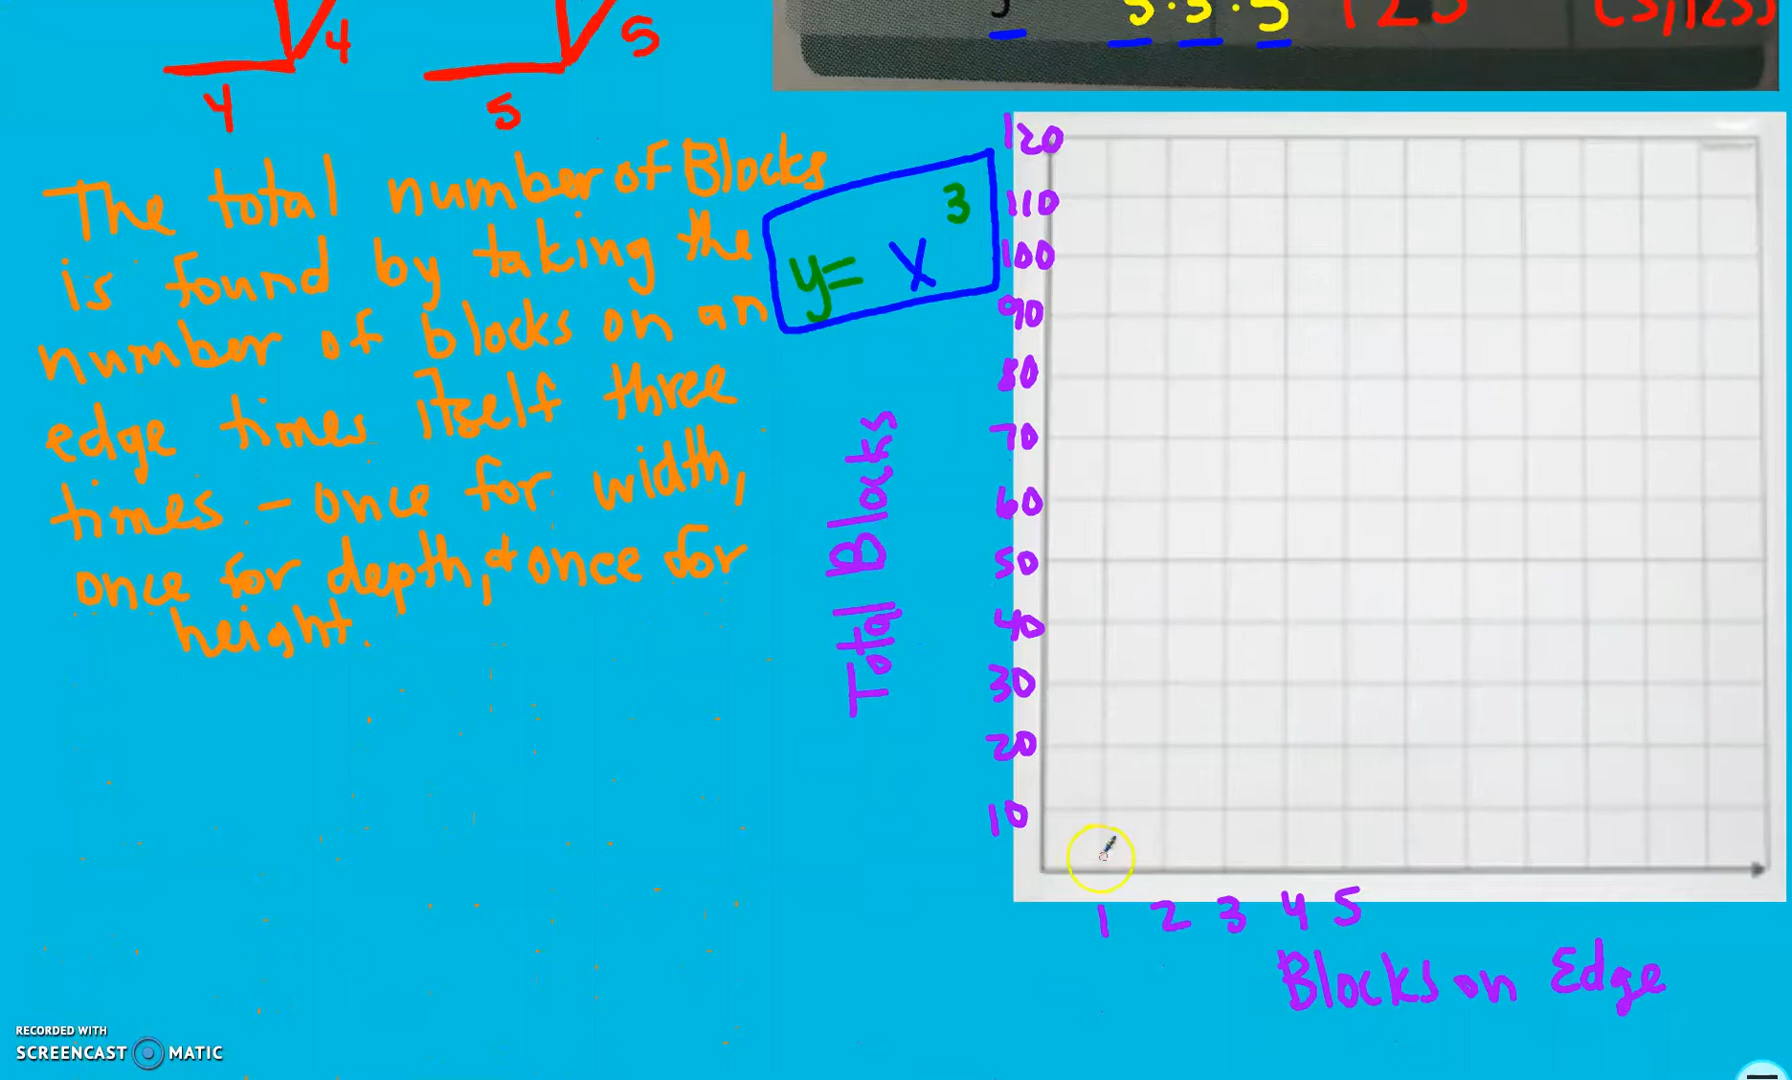 4
5
5·5·5 125 (5,125)
4
5
The total number of Blocks
is found by taking the
number of blocks on an
edge times itself three
times - once for width,
once for depth, & once for
height.
y= x³
Total Blocks
120
110
100
90
80
70
60
50
40
30
20
10
1 2 3 4 5
Blocks on Edge
RECORDED WITH
SCREENCAST MATIC